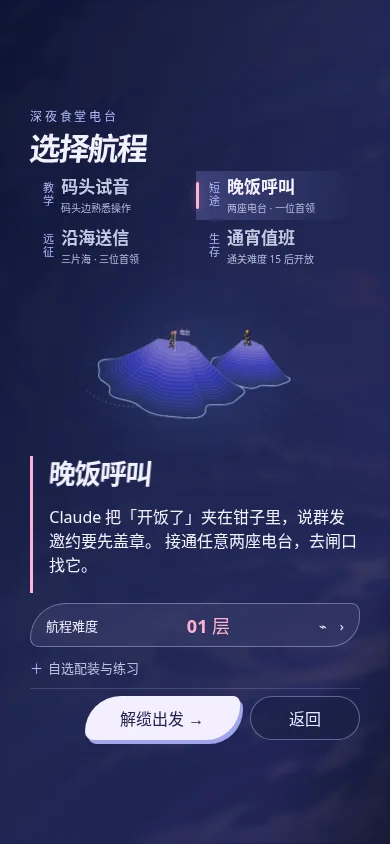 深夜食堂电台
选择航程
教学
码头试音
码头边熟悉操作
短途
晚饭呼叫
两座电台 · 一位首领
远征
沿海送信
三片海 · 三位首领
生存
通宵值班
通关难度 15 后开放
电台
晚饭呼叫
Claude 把「开饭了」夹在钳子里，说群发
邀约要先盖章。 接通任意两座电台，去闸口
找它。
航程难度
01 层
⌁ ›
＋ 自选配装与练习
解缆出发 →
返回